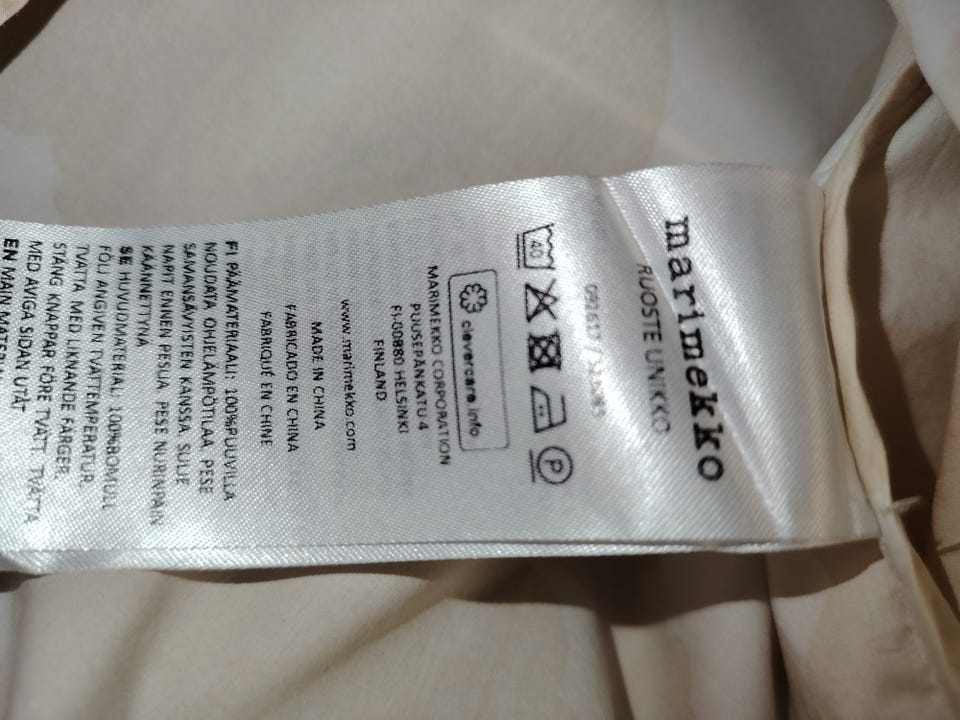 marimekko
RUOSTE UNIKKO
40
P
clevercare.info
MARIMEKKO CORPORATION
PUUSEPÄNKATU 4
FI-00880 HELSINKI
FINLAND
www.marimekko.com
MADE IN CHINA
FABRICADO EN CHINA
FABRIQUÉ EN CHINE
FI PÄÄMATERIAALI: 100%PUUVILLA
NOUDATA OHJELÄMPÖTILAA. PESE
SAMANSÄVYISTEN KANSSA. SULJE
NAPIT ENNEN PESUA. PESE NURINPÄIN
KÄÄNNETTYNÄ
SE HUVUDMATERIAL: 100%BOMULL
FÖLJ ANGIVEN TVÄTTEMPERATUR.
TVÄTTA MED LIKNANDE FÄRGER.
STÄNG KNAPPAR FÖRE TVÄTT. TVÄTTA
MED AVIGA SIDAN UTÅT
EN MAIN